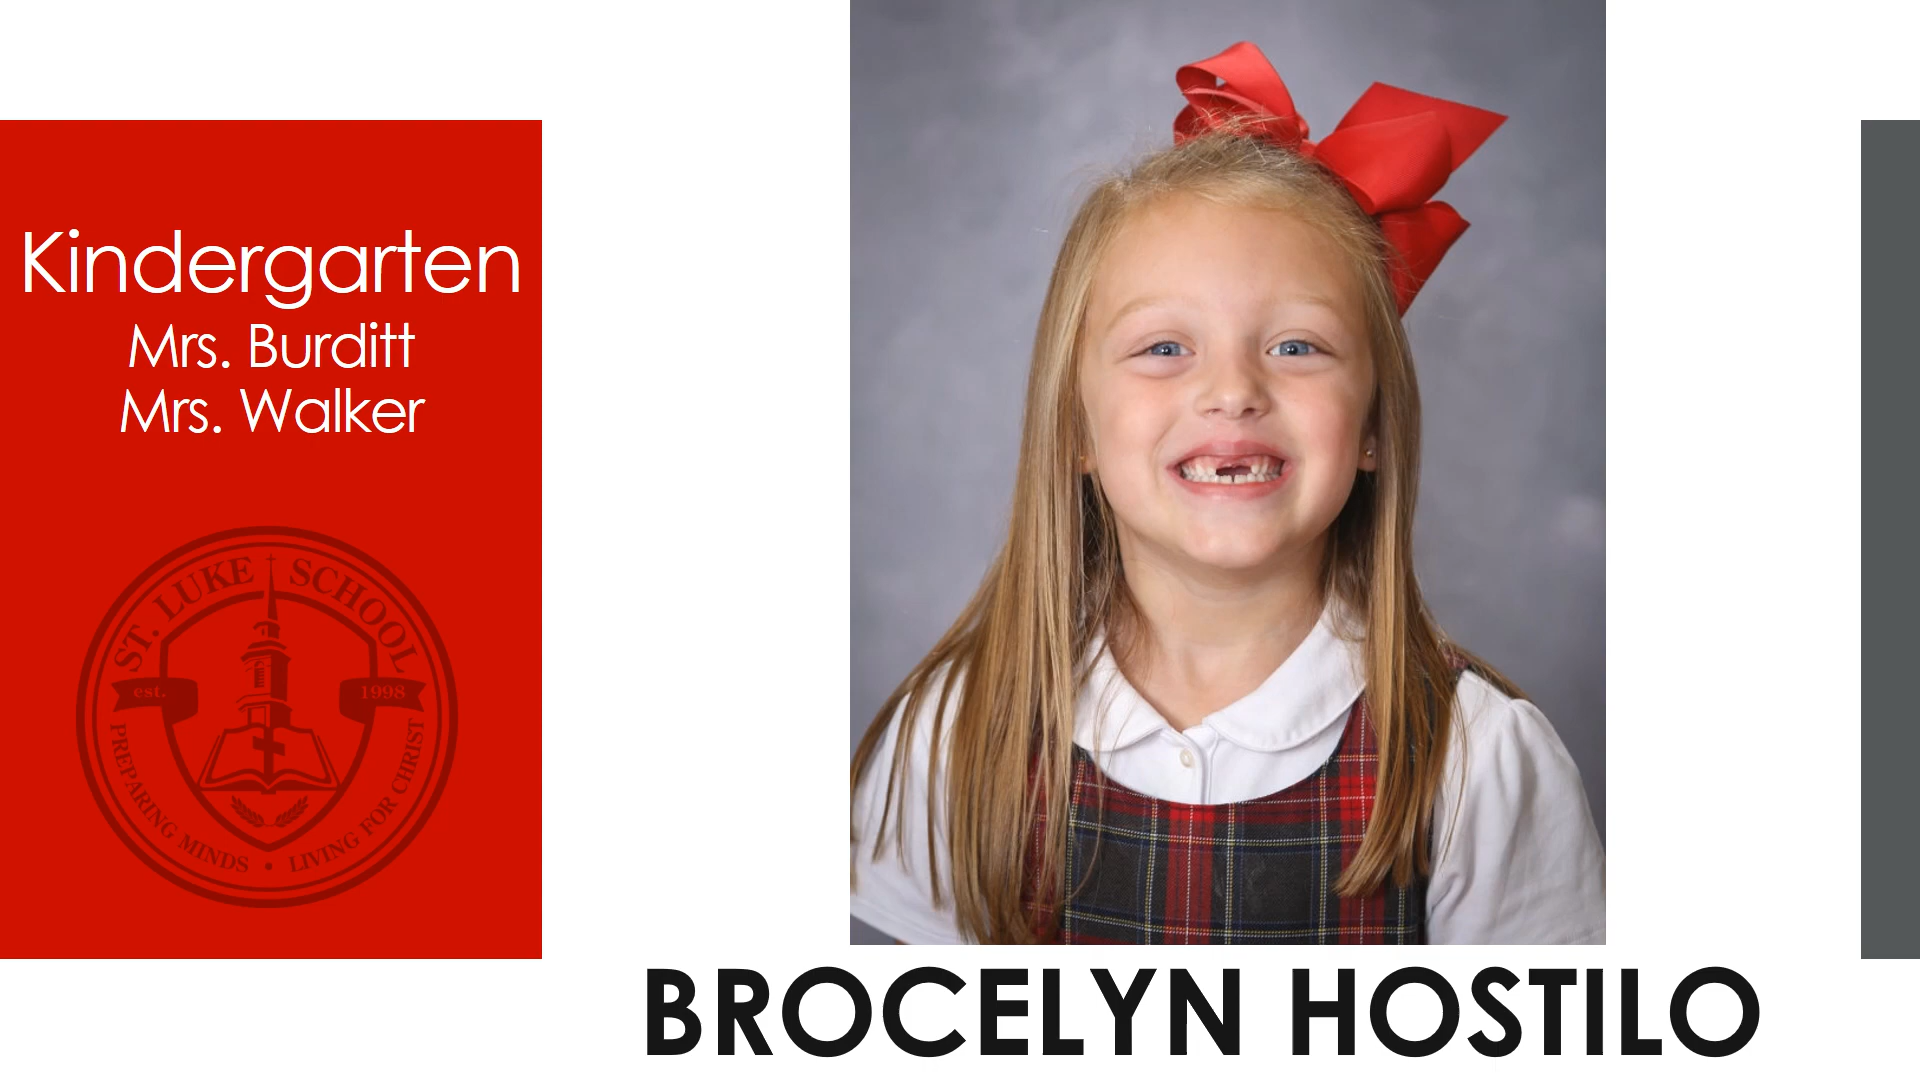 Kindergarten
Mrs. Burditt
Mrs. Walker
ST. LUKE SCHOOL
est. 1998
PREPARING MINDS • LIVING FOR CHRIST
BROCELYN HOSTILO